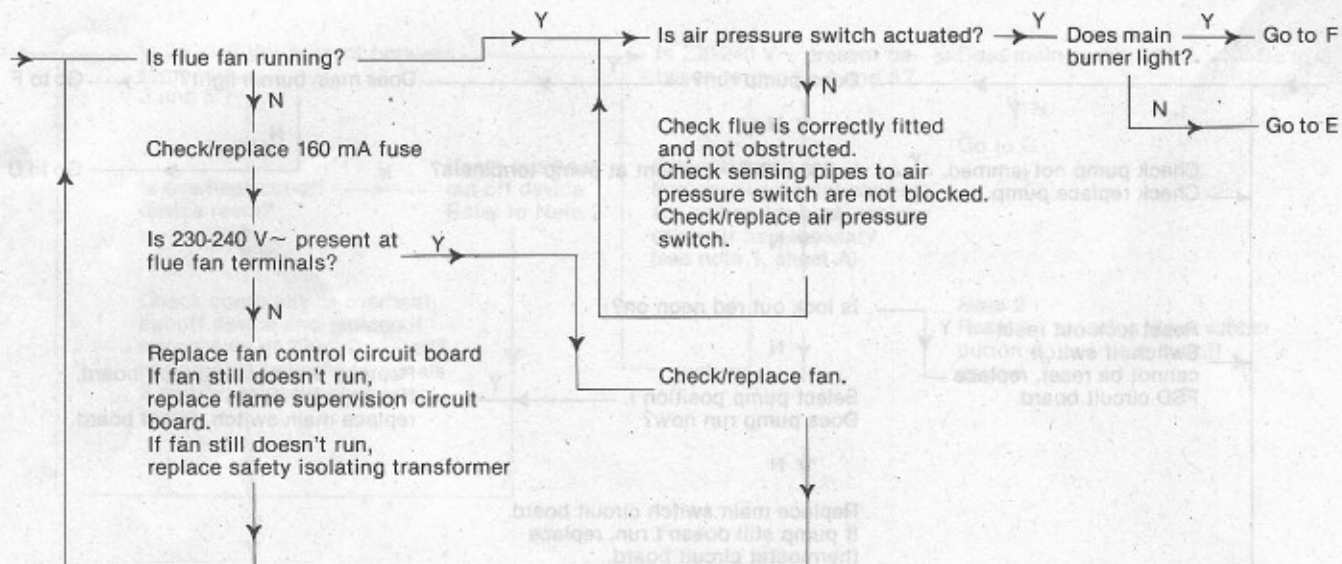 Is flue fan running?
Y
Is air pressure switch actuated?
Y
Does main
burner light?
Y
Go to F
N
Go to E
N
Check flue is correctly fitted
and not obstructed.
Check sensing pipes to air
pressure switch are not blocked.
Check/replace air pressure
switch.
N
Check/replace 160 mA fuse
Is 230-240 V~ present at
flue fan terminals?
Y
Check/replace fan.
N
Replace fan control circuit board
If fan still doesn't run,
replace flame supervision circuit
board.
If fan still doesn't run,
replace safety isolating transformer